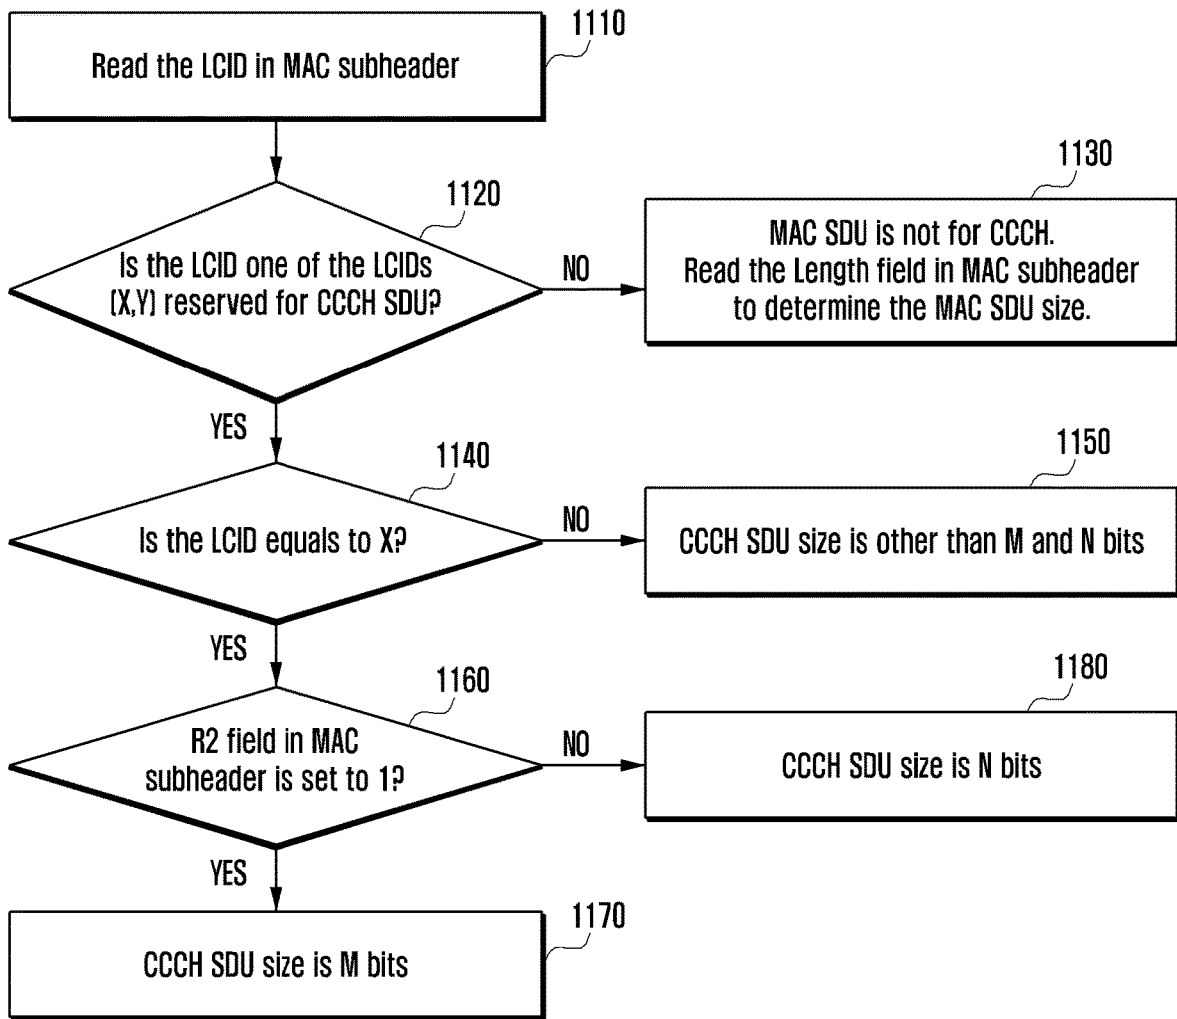 1110
Read the LCID in MAC subheader
1120
Is the LCID one of the LCIDs
(X,Y) reserved for CCCH SDU?
NO
1130
MAC SDU is not for CCCH.
Read the Length field in MAC subheader
to determine the MAC SDU size.
YES
1140
Is the LCID equals to X?
NO
1150
CCCH SDU size is other than M and N bits
YES
1160
R2 field in MAC
subheader is set to 1?
NO
1180
CCCH SDU size is N bits
YES
1170
CCCH SDU size is M bits